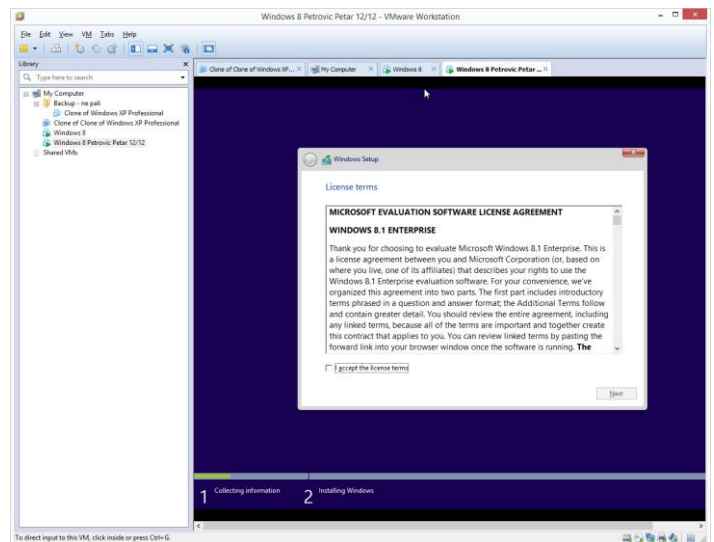 Windows 8 Petrovic Petar 12/12 - VMware Workstation
File Edit View VM Tabs Help
Library
Type here to search
My Computer
Backup - ne pali
Clone of Windows XP Professional
Clone of Clone of Windows XP Professional
Windows 8
Windows 8 Petrovic Petar 12/12
Shared VMs
Clone of Clone of Windows XP... My Computer Windows 8 Windows 8 Petrovic Petar ...
Windows Setup
License terms
MICROSOFT EVALUATION SOFTWARE LICENSE AGREEMENT
WINDOWS 8.1 ENTERPRISE
Thank you for choosing to evaluate Microsoft Windows 8.1 Enterprise. This is
a license agreement between you and Microsoft Corporation (or, based on
where you live, one of its affiliates) that describes your rights to use the
Windows 8.1 Enterprise evaluation software. For your convenience, we've
organized this agreement into two parts. The first part includes introductory
terms phrased in a question and answer format; the Additional Terms follow
and contain greater detail. You should review the entire agreement, including
any linked terms, because all of the terms are important and together create
this contract that applies to you. You can review linked terms by pasting the
forward link into your browser window once the software is running. The
I accept the license terms
Next
1 Collecting information 2 Installing Windows
To direct input to this VM, click inside or press Ctrl+G.